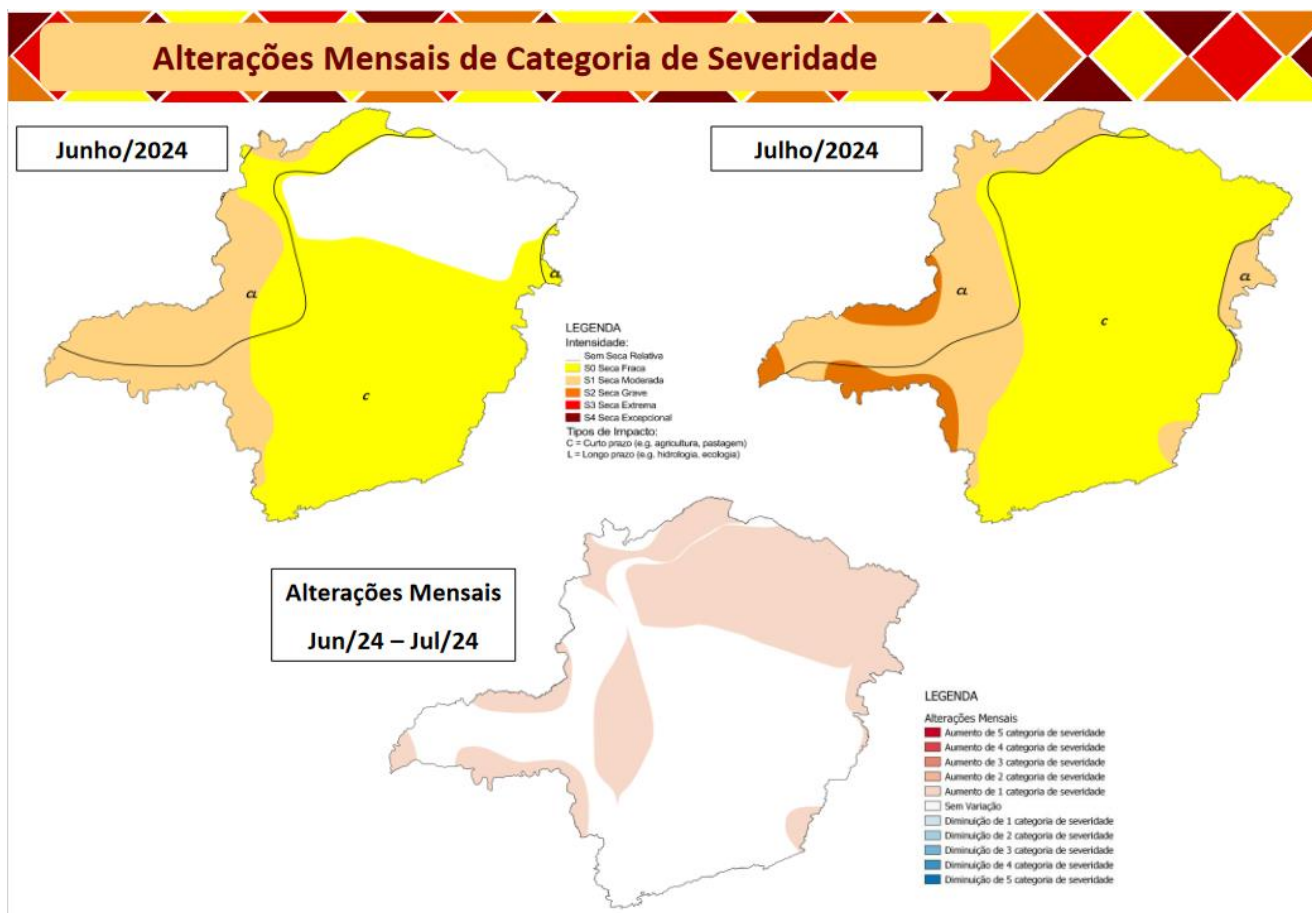 Alterações Mensais de Categoria de Severidade
Junho/2024
Julho/2024
a
a
c
LEGENDA
Intensidade:
Sem Seca Relativa
S0 Seca Fraca
S1 Seca Moderada
S2 Seca Grave
S3 Seca Extrema
S4 Seca Excepcional
Tipos de Impacto:
C = Curto prazo (e.g. agricultura, pastagem)
L = Longo prazo (e.g. hidrologia, ecologia)
a
a
c
Alterações Mensais
Jun/24 – Jul/24
LEGENDA
Alterações Mensais
Aumento de 5 categoria de severidade
Aumento de 4 categoria de severidade
Aumento de 3 categoria de severidade
Aumento de 2 categoria de severidade
Aumento de 1 categoria de severidade
Sem Variação
Diminuição de 1 categoria de severidade
Diminuição de 2 categoria de severidade
Diminuição de 3 categoria de severidade
Diminuição de 4 categoria de severidade
Diminuição de 5 categoria de severidade